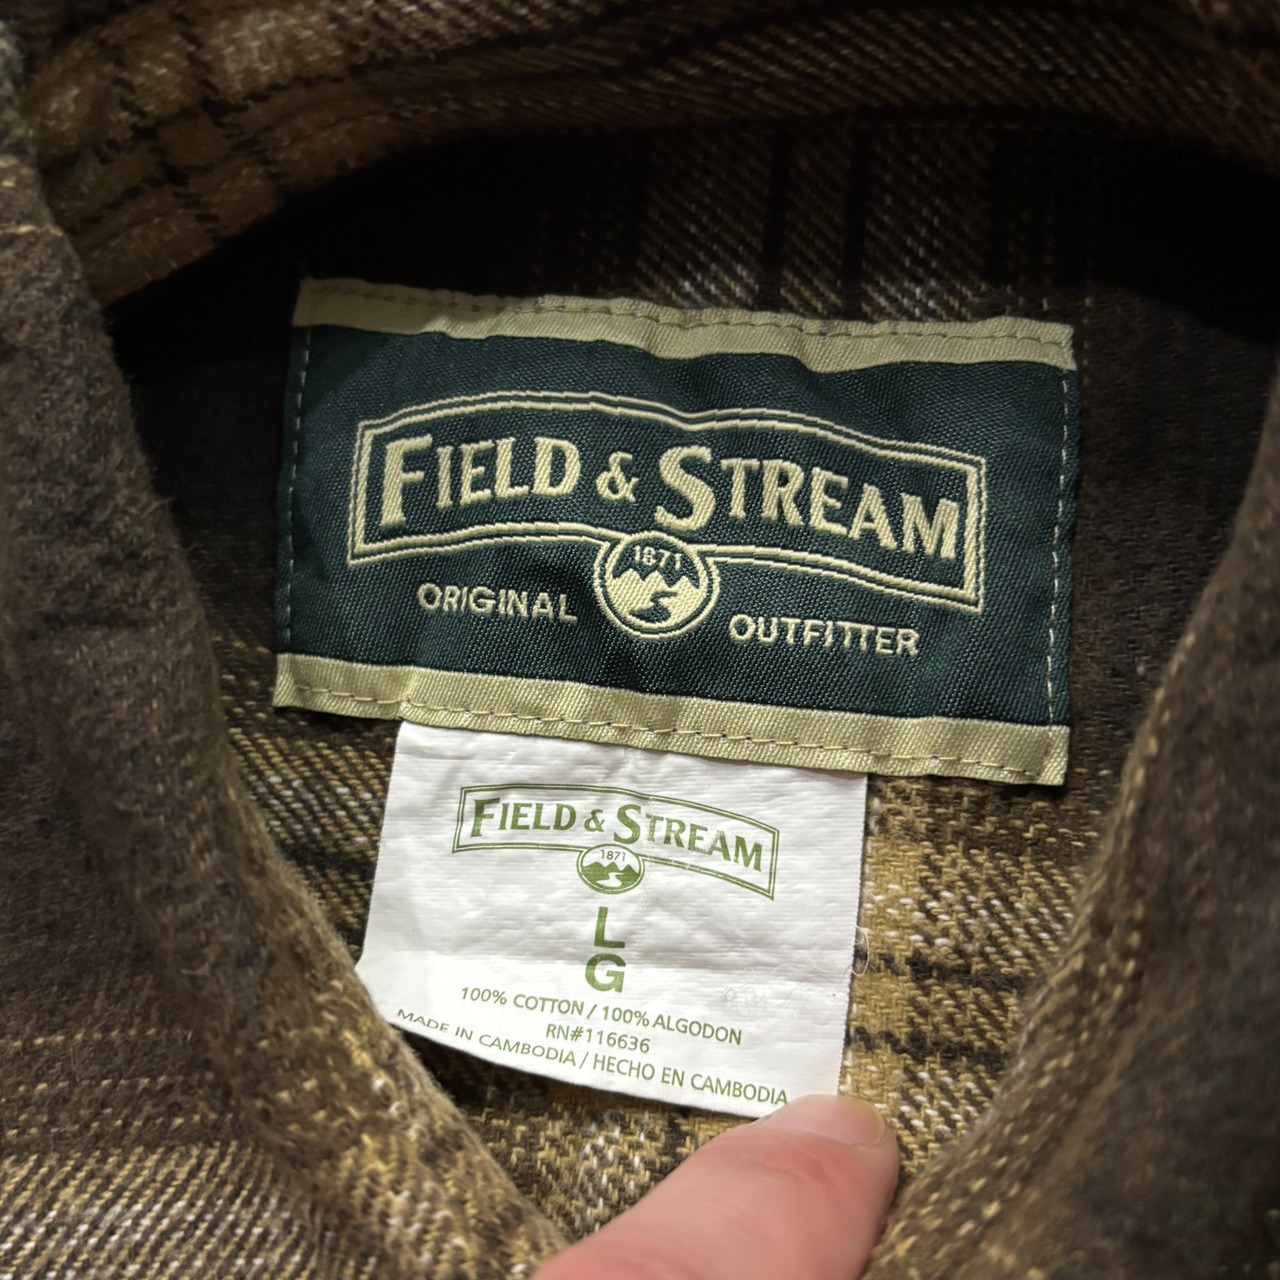 FIELD & STREAM
1871
ORIGINAL OUTFITTER
FIELD & STREAM
1871
L
G
100% COTTON / 100% ALGODON
RN#116636
MADE IN CAMBODIA / HECHO EN CAMBODIA